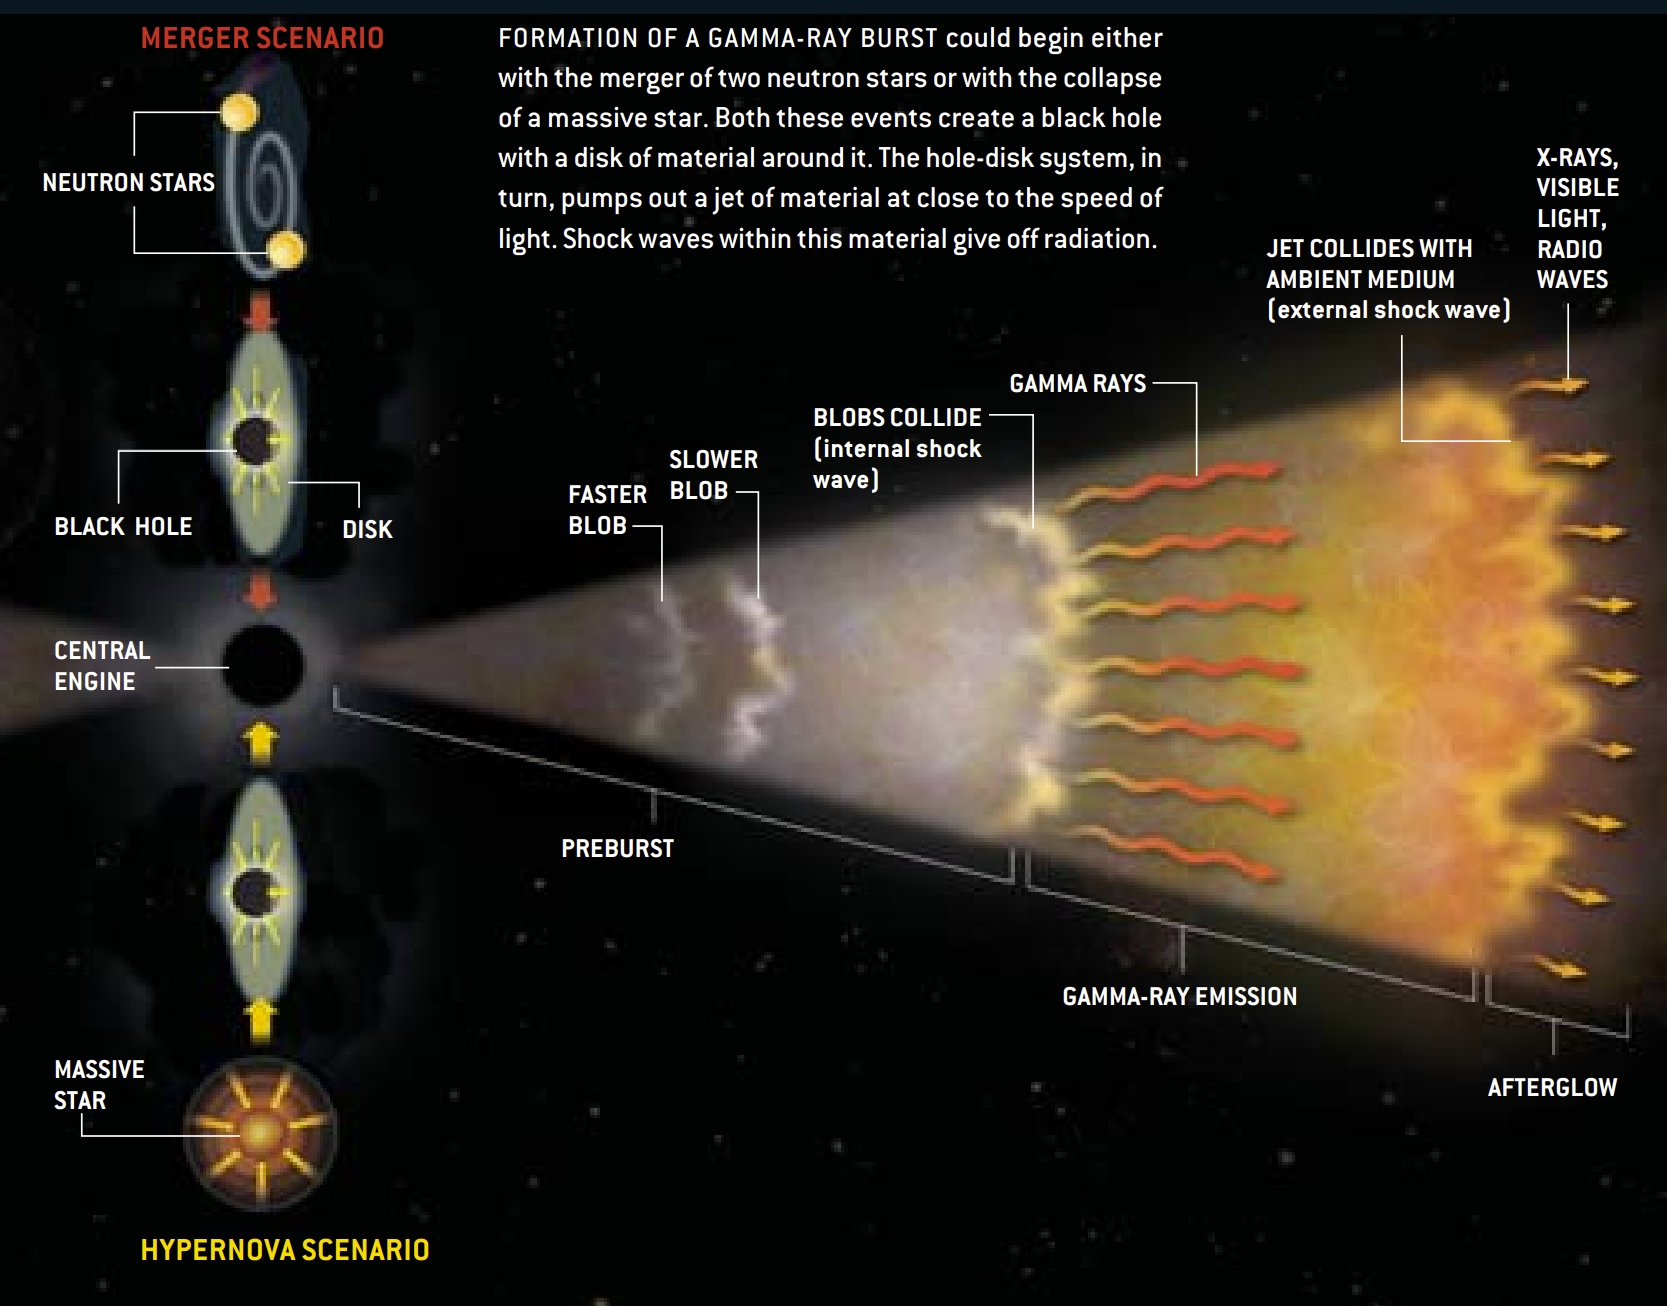 MERGER SCENARIO
FORMATION OF A GAMMA-RAY BURST could begin either
with the merger of two neutron stars or with the collapse
of a massive star. Both these events create a black hole
with a disk of material around it. The hole-disk system, in
turn, pumps out a jet of material at close to the speed of
light. Shock waves within this material give off radiation.
NEUTRON STARS
X-RAYS,
VISIBLE
LIGHT,
RADIO
WAVES
JET COLLIDES WITH
AMBIENT MEDIUM
(external shock wave)
GAMMA RAYS
BLOBS COLLIDE
(internal shock
wave)
SLOWER
BLOB
FASTER
BLOB
BLACK HOLE
DISK
CENTRAL
ENGINE
PREBURST
GAMMA-RAY EMISSION
AFTERGLOW
MASSIVE
STAR
HYPERNOVA SCENARIO